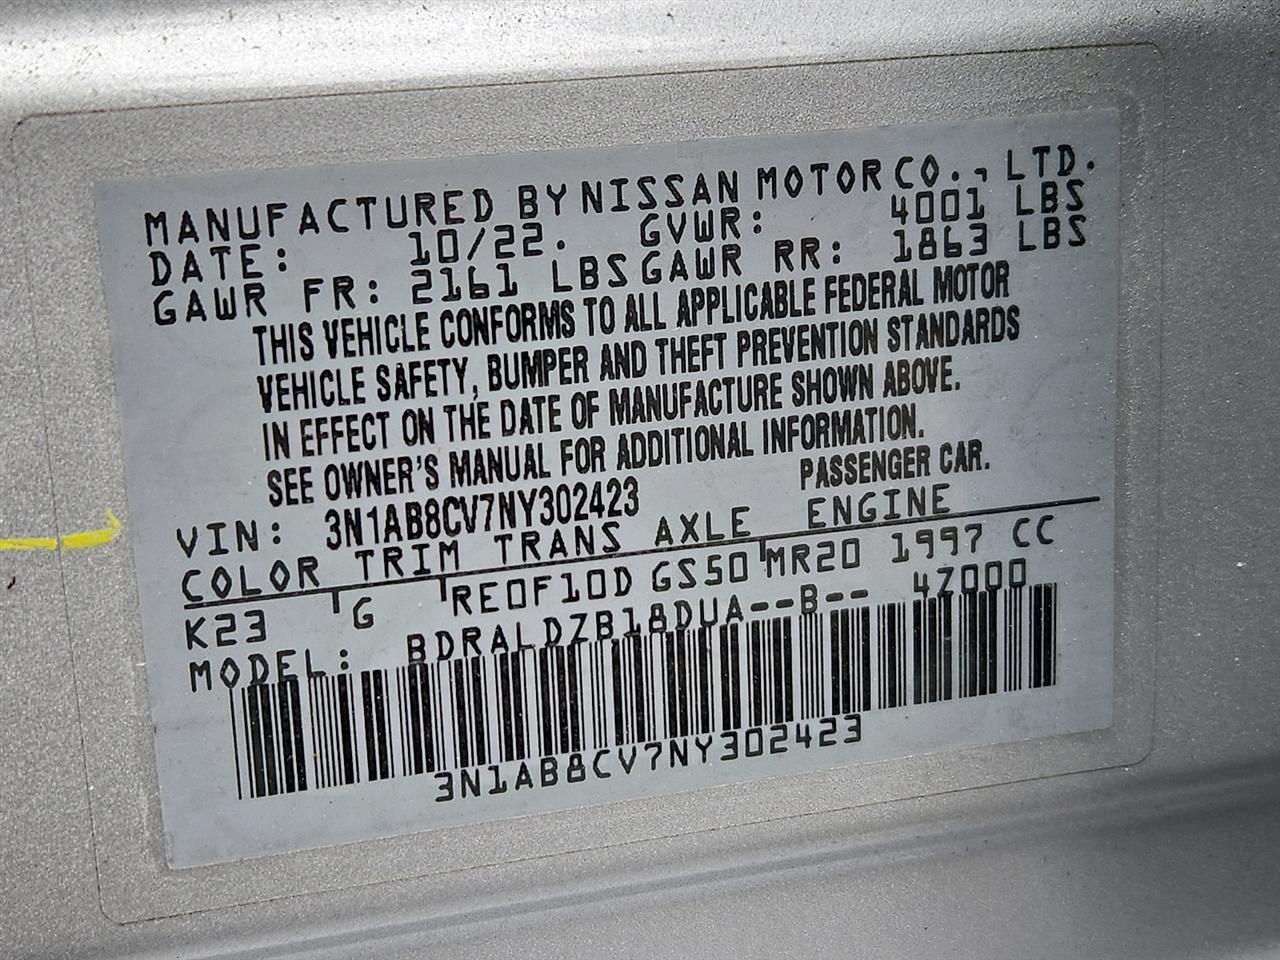 MANUFACTURED BY NISSAN MOTOR CO., LTD.
DATE: 10/22. GVWR: 4001 LBS
GAWR FR: 2161 LBS GAWR RR: 1863 LBS
THIS VEHICLE CONFORMS TO ALL APPLICABLE FEDERAL MOTOR
VEHICLE SAFETY, BUMPER AND THEFT PREVENTION STANDARDS
IN EFFECT ON THE DATE OF MANUFACTURE SHOWN ABOVE.
SEE OWNER'S MANUAL FOR ADDITIONAL INFORMATION.
VIN: 3N1AB8CV7NY302423 PASSENGER CAR.
COLOR TRIM TRANS AXLE ENGINE
K23 G RE0F10D GS50 MR20 1997 CC
MODEL: BDRALDZB18DUA--B-- 4Z000
3N1AB8CV7NY302423